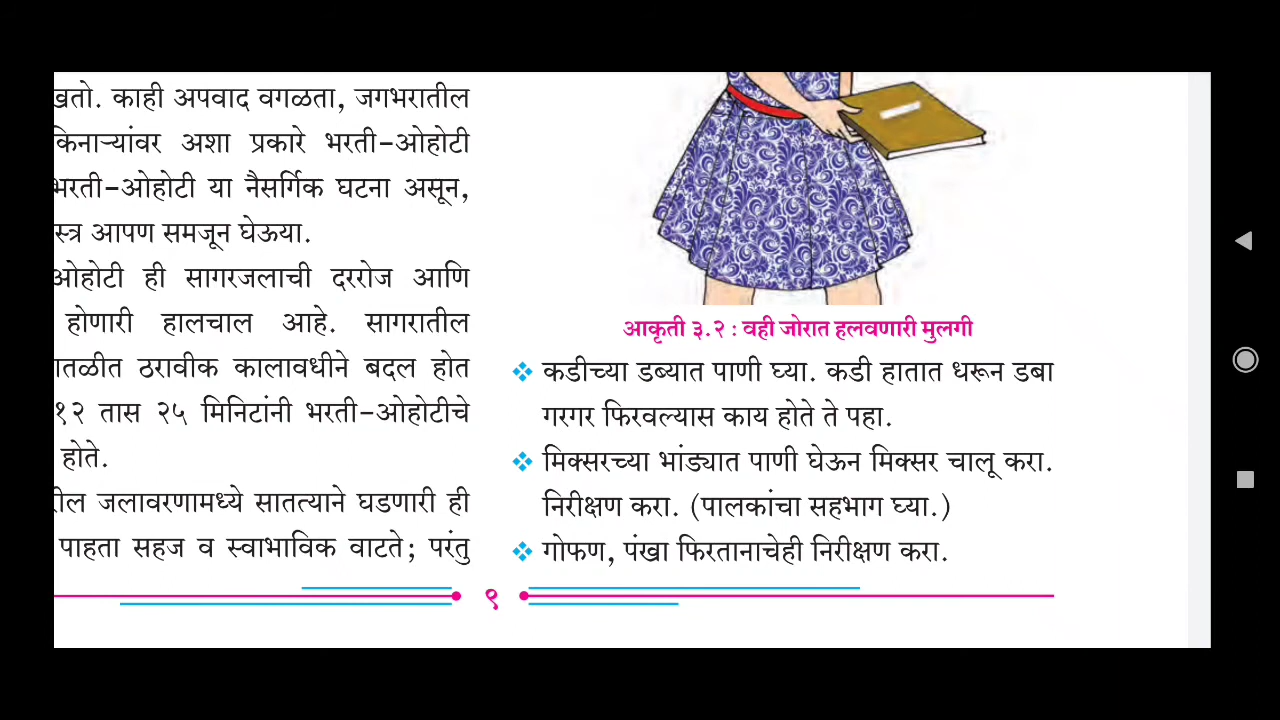 काही अपवाद वगळता, जगभरातील
किनाऱ्यांवर अशा प्रकारे भरती-ओहोटी
भरती-ओहोटी या नैसर्गिक घटना असून,
आपण समजून घेऊया.
ओहोटी ही सागरजलाची दररोज आणि
होणारी हालचाल आहे. सागरातील
ठरावीक कालावधीने बदल होत
१२ तास २५ मिनिटांनी भरती-ओहोटीचे
होते.
जलावरणामध्ये सातत्याने घडणारी ही
पाहता सहज व स्वाभाविक वाटते; परंतु
आकृती ३.२ : वही जोरात हलवणारी मुलगी
❖ कडीच्या डब्यात पाणी घ्या. कडी हातात धरून डबा
गरगर फिरवल्यास काय होते ते पहा.
❖ मिक्सरच्या भांड्यात पाणी घेऊन मिक्सर चालू करा.
निरीक्षण करा. (पालकांचा सहभाग घ्या.)
❖ गोफण, पंखा फिरतानाचेही निरीक्षण करा.
९